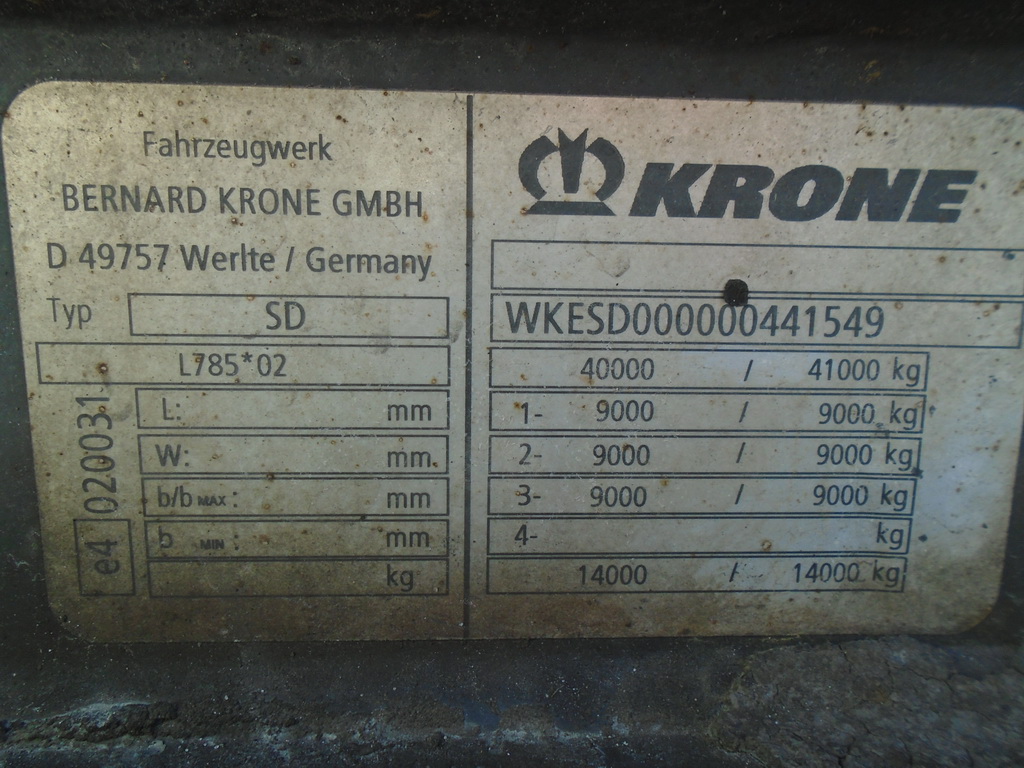 Fahrzeugwerk
BERNARD KRONE GMBH
D 49757 Werlte / Germany
Typ SD
L785*02
L: mm
W: mm
b/b MAX : mm
b MIN : mm
kg
e4 020031
KRONE
WKESD000000441549
40000 / 41000 kg
1- 9000 / 9000 kg
2- 9000 / 9000 kg
3- 9000 / 9000 kg
4- kg
14000 / 14000 kg